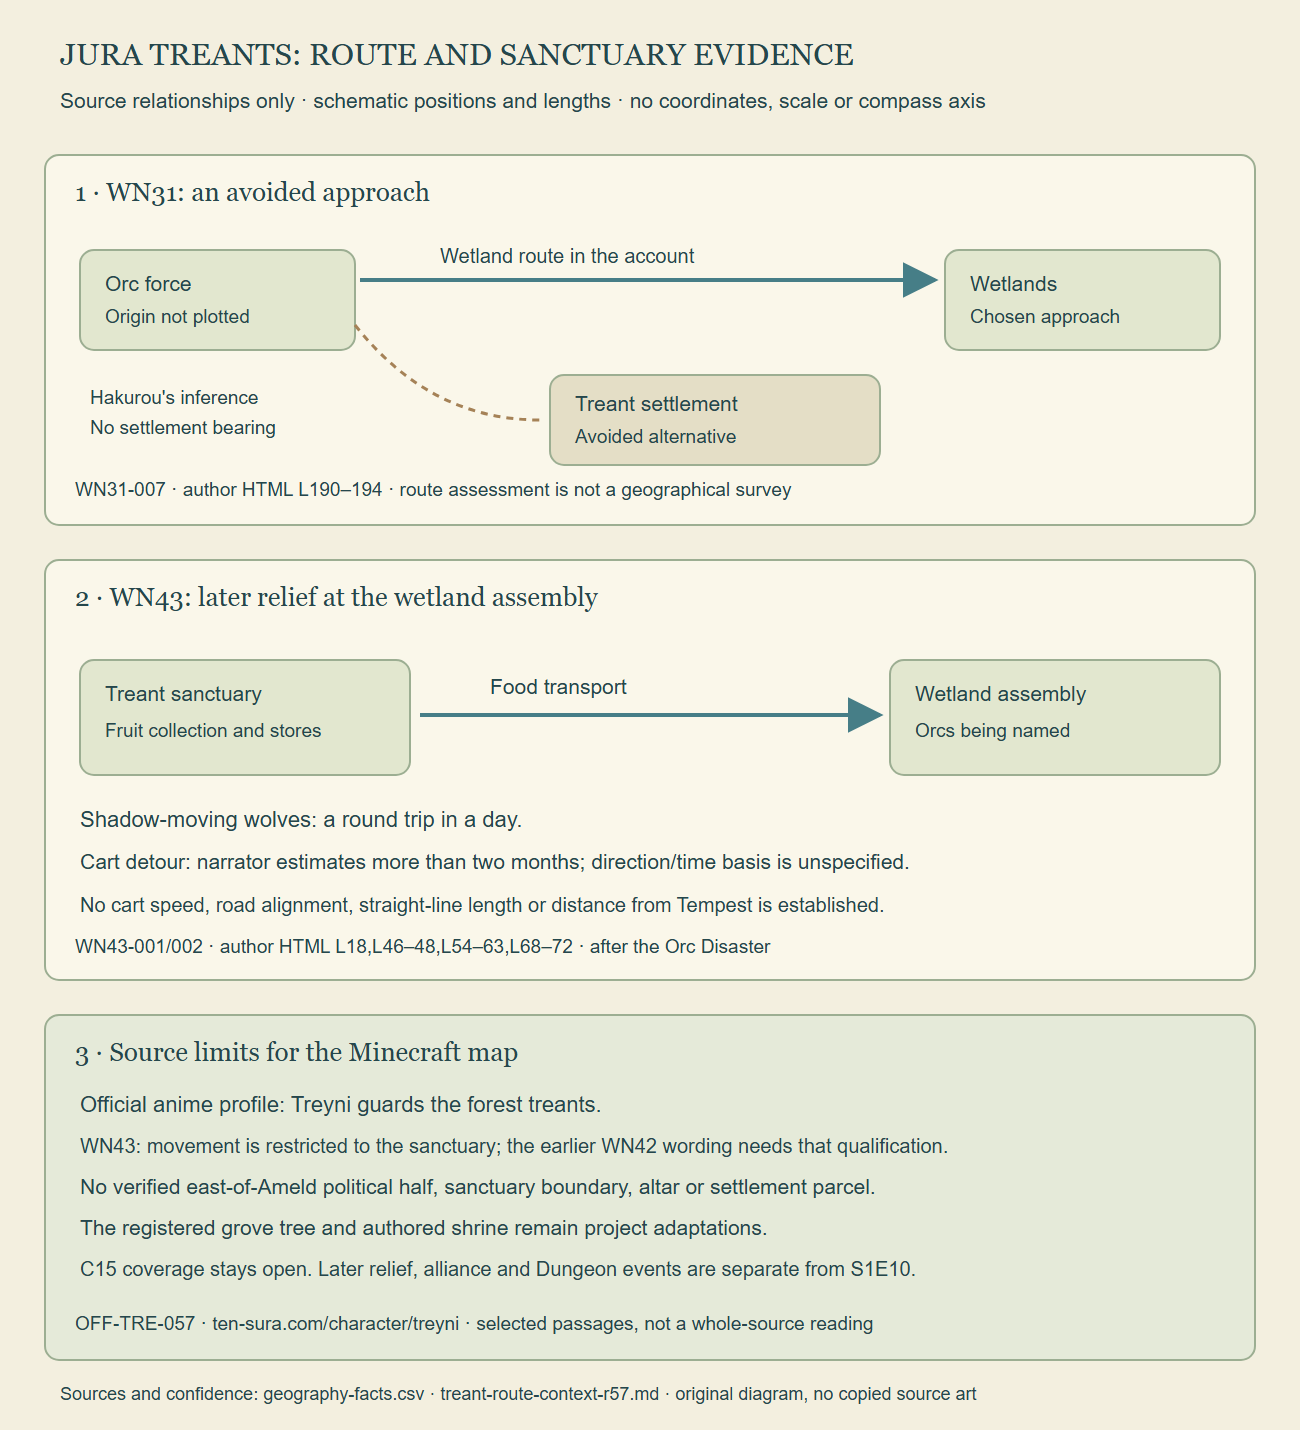 JURA TREANTS: ROUTE AND SANCTUARY EVIDENCE
Source relationships only · schematic positions and lengths · no coordinates, scale or compass axis
1 · WN31: an avoided approach
Wetland route in the account
Orc force
Origin not plotted
Wetlands
Chosen approach
Hakurou's inference
No settlement bearing
Treant settlement
Avoided alternative
WN31-007 · author HTML L190–194 · route assessment is not a geographical survey
2 · WN43: later relief at the wetland assembly
Treant sanctuary
Fruit collection and stores
Food transport
Wetland assembly
Orcs being named
Shadow-moving wolves: a round trip in a day.
Cart detour: narrator estimates more than two months; direction/time basis is unspecified.
No cart speed, road alignment, straight-line length or distance from Tempest is established.
WN43-001/002 · author HTML L18,L46–48,L54–63,L68–72 · after the Orc Disaster
3 · Source limits for the Minecraft map
Official anime profile: Treyni guards the forest treants.
WN43: movement is restricted to the sanctuary; the earlier WN42 wording needs that qualification.
No verified east-of-Ameld political half, sanctuary boundary, altar or settlement parcel.
The registered grove tree and authored shrine remain project adaptations.
C15 coverage stays open. Later relief, alliance and Dungeon events are separate from S1E10.
OFF-TRE-057 · ten-sura.com/character/treyni · selected passages, not a whole-source reading
Sources and confidence: geography-facts.csv · treant-route-context-r57.md · original diagram, no copied source art